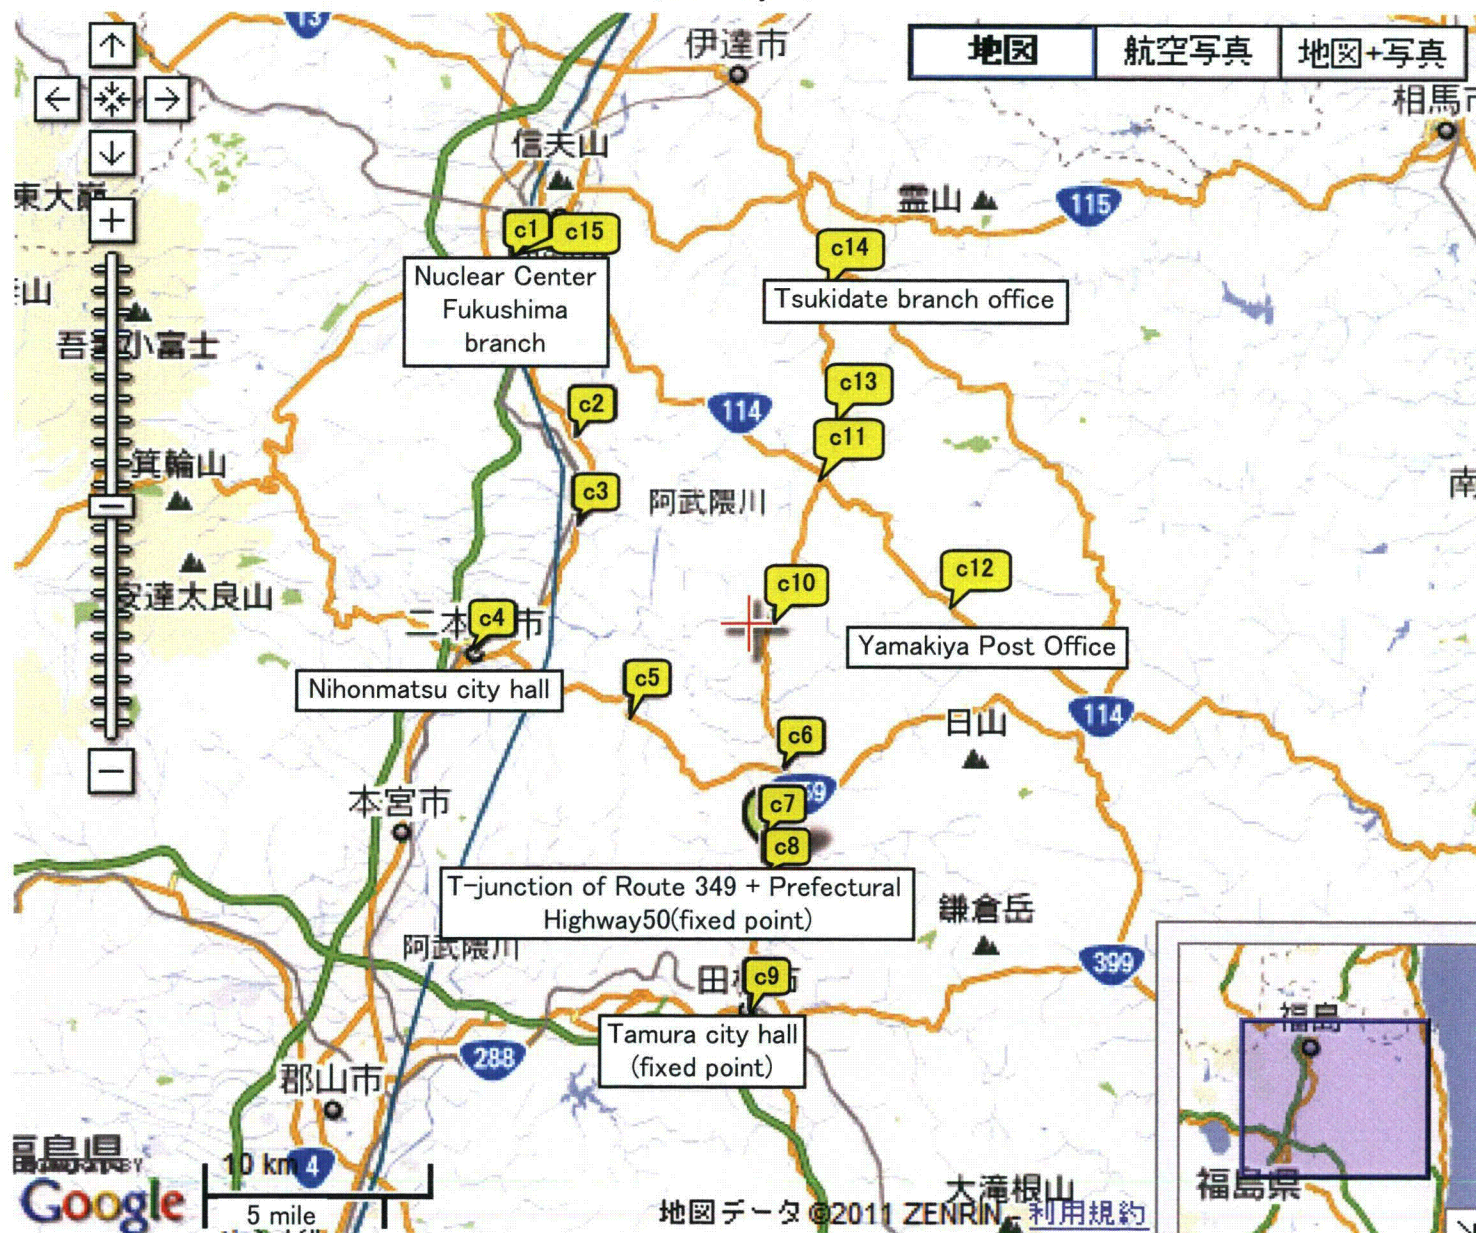 13
伊達市
地図
航空写真
地図+写真
相馬市
信夫山
東大巓
霊山
115
c1
c15
c14
Nuclear Center
Fukushima
branch
Tsukidate branch office
山
吾妻小富士
c13
c2
114
c11
箕輪山
c3
阿武隈川
南
c12
c10
安達太良山
二本
市
c4
Yamakiya Post Office
c5
Nihonmatsu city hall
114
日山
c6
本宮市
c7
c8
T-junction of Route 349 + Prefectural
Highway50(fixed point)
鎌倉岳
阿武隈川
399
田
c9
Tamura city hall
(fixed point)
288
福島
郡山市
福島県
10 km
4
Google
5 mile
大滝根山
福島県
地図データ ©2011 ZENRIN - 利用規約